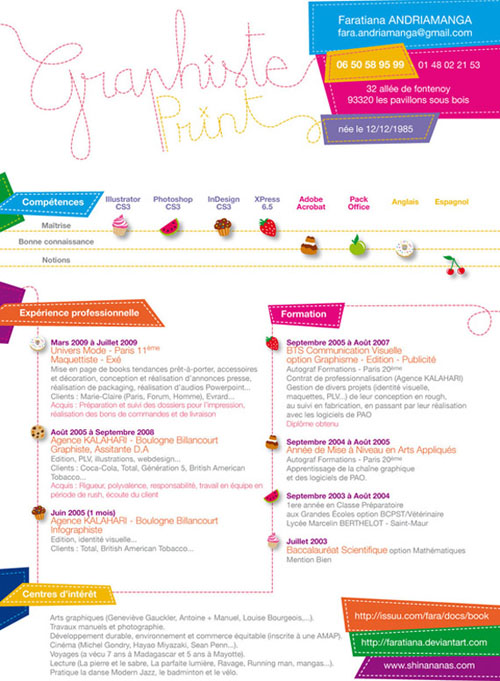 Graphiste
Print
Faratiana ANDRIAMANGA
fara.andriamanga@gmail.com
06 50 58 95 99 01 48 02 21 53
32 allée de fontenoy
93320 les pavillons sous bois
née le 12/12/1985
Compétences
Illustrator CS3
Photoshop CS3
InDesign CS3
XPress 6.5
Adobe Acrobat
Pack Office
Anglais
Espagnol
Maîtrise
Bonne connaissance
Notions
Expérience professionnelle
Mars 2009 à Juillet 2009
Univers Mode - Paris 11ème
Maquettiste - Exé
Mise en page de books tendances prêt-à-porter, accessoires
et décoration, conception et réalisation d'annonces presse,
réalisation de packaging, réalisation d'audios Powerpoint...
Clients : Marie-Claire (Paris, Forum, Homme), Evrard...
Acquis : Préparation et suivi des dossiers pour l'impression,
réalisation des bons de commandes et de livraison
Août 2005 à Septembre 2008
Agence KALAHARI - Boulogne Billancourt
Graphiste, Assitante D.A
Edition, PLV, illustrations, webdesign...
Clients : Coca-Cola, Total, Génération 5, British American
Tobacco...
Acquis : Rigueur, polyvalence, responsabilité, travail en équipe en
période de rush, écoute du client
Juin 2005 (1 mois)
Agence KALAHARI - Boulogne Billancourt
Infographiste
Edition, identité visuelle...
Clients : Total, British American Tobacco...
Formation
Septembre 2005 à Août 2007
BTS Communication Visuelle
option Graphisme - Edition - Publicité
Autograf Formations - Paris 20ème
Contrat de professionnalisation (Agence KALAHARI)
Gestion de divers projets (identité visuelle,
maquettes, PLV...) de leur conception en rough,
au suivi en fabrication, en passant par leur réalisation
avec les logiciels de PAO
Diplôme obtenu
Septembre 2004 à Août 2005
Année de Mise à Niveau en Arts Appliqués
Autograf Formations - Paris 20ème
Apprentissage de la chaîne graphique
et des logiciels de PAO.
Septembre 2003 à Août 2004
1ere année en Classe Préparatoire
aux Grandes Écoles option BCPST/Vétérinaire
Lycée Marcelin BERTHELOT - Saint-Maur
Juillet 2003
Baccalauréat Scientifique option Mathématiques
Mention Bien
Centres d'intérêt
Arts graphiques (Geneviève Gauckler, Antoine + Manuel, Louise Bourgeois,...).
Travaux manuels et photographie.
Développement durable, environnement et commerce équitable (inscrite à une AMAP).
Cinéma (Michel Gondry, Hayao Miyazaki, Sean Penn...).
Voyages (a vécu 7 ans à Madagascar et 5 ans à Mayotte).
Lecture (La pierre et le sabre, La parfaite lumière, Ravage, Running man, mangas...).
Pratique la danse Modern Jazz, le badminton et le vélo.
http://issuu.com/fara/docs/book
http://faratiana.deviantart.com
www.shinananas.com